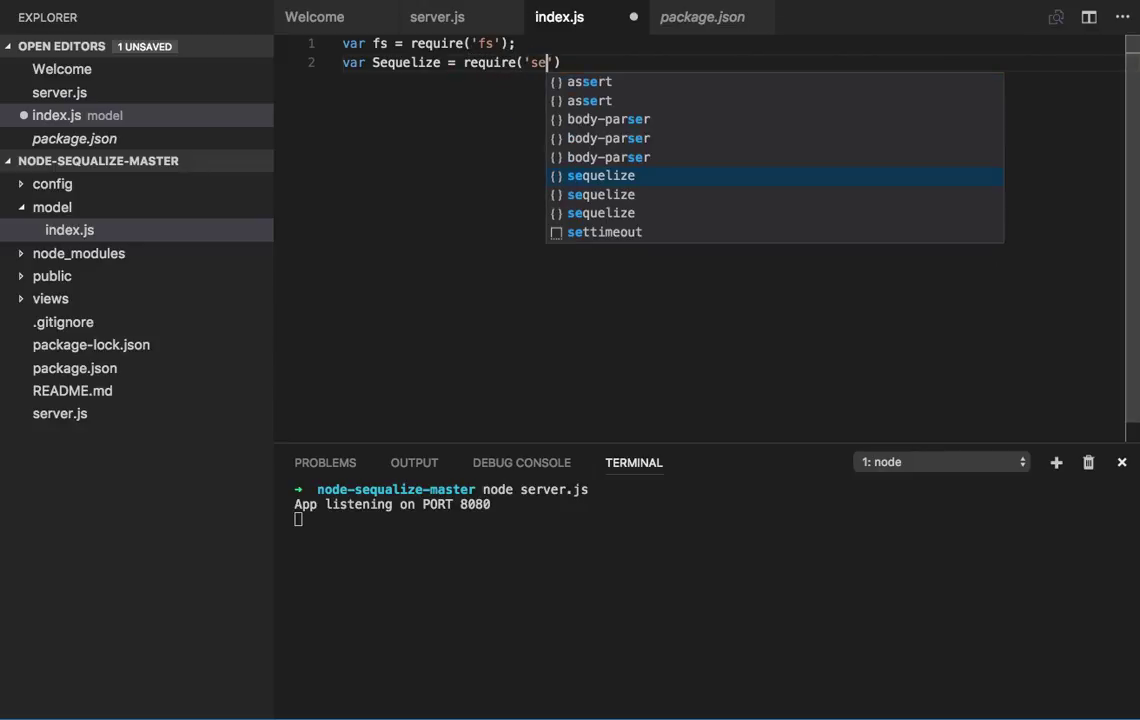 EXPLORER
OPEN EDITORS 1 UNSAVED
Welcome
server.js
index.js model
package.json
NODE-SEQUALIZE-MASTER
config
model
index.js
node_modules
public
views
.gitignore
package-lock.json
package.json
README.md
server.js
Welcome server.js index.js package.json
1 var fs = require('fs');
2 var Sequelize = require('se')
assert
assert
body-parser
body-parser
body-parser
sequelize
sequelize
sequelize
settimeout
PROBLEMS OUTPUT DEBUG CONSOLE TERMINAL 1: node
→ node-sequalize-master node server.js
App listening on PORT 8080